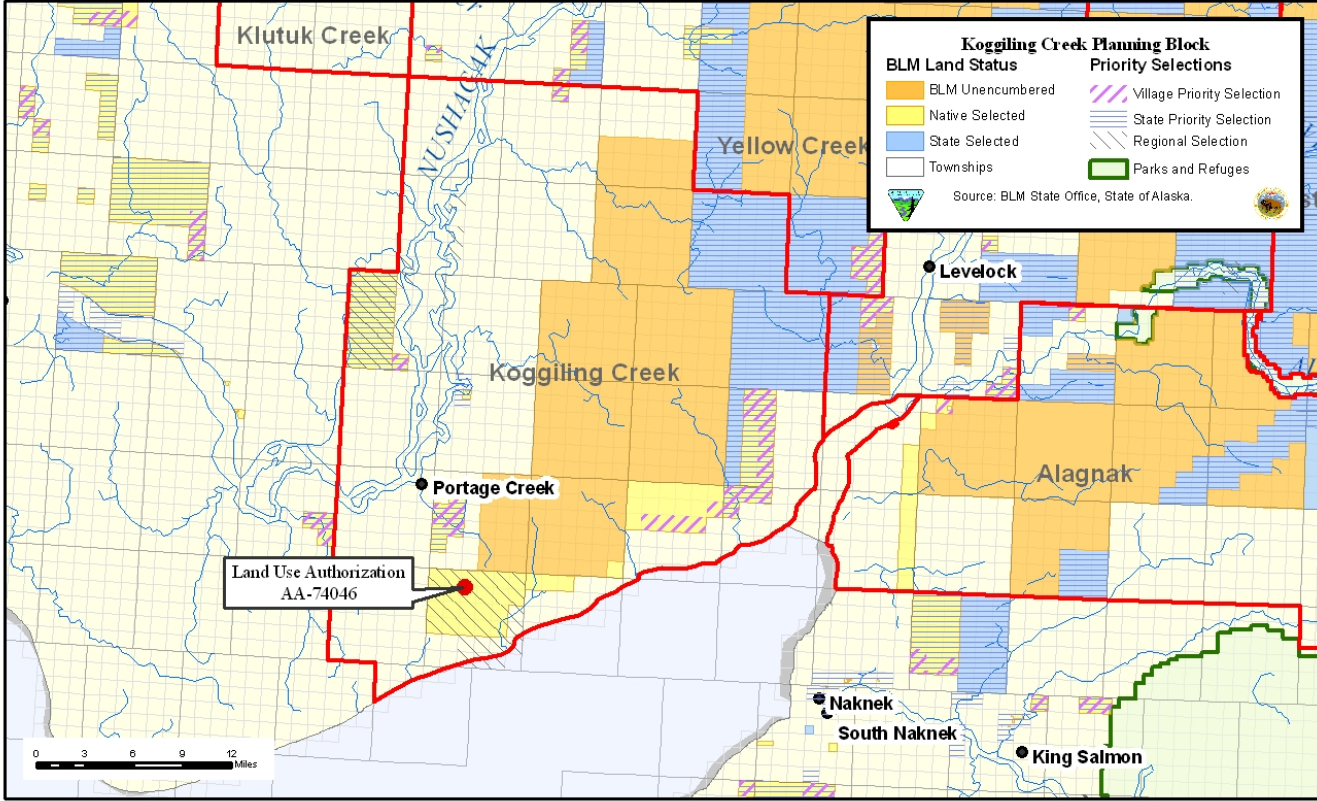 Klutuk Creek
NUSHAGAK
Yellow Creek
Koggiling Creek Planning Block
BLM Land Status
Priority Selections
BLM Unencumbered
Village Priority Selection
Native Selected
State Priority Selection
State Selected
Regional Selection
Townships
Parks and Refuges
Source: BLM State Office, State of Alaska.
Levelock
Koggiling Creek
Alagnak
Portage Creek
Land Use Authorization
AA-74046
Naknek
South Naknek
King Salmon
0 3 6 9 12
Miles